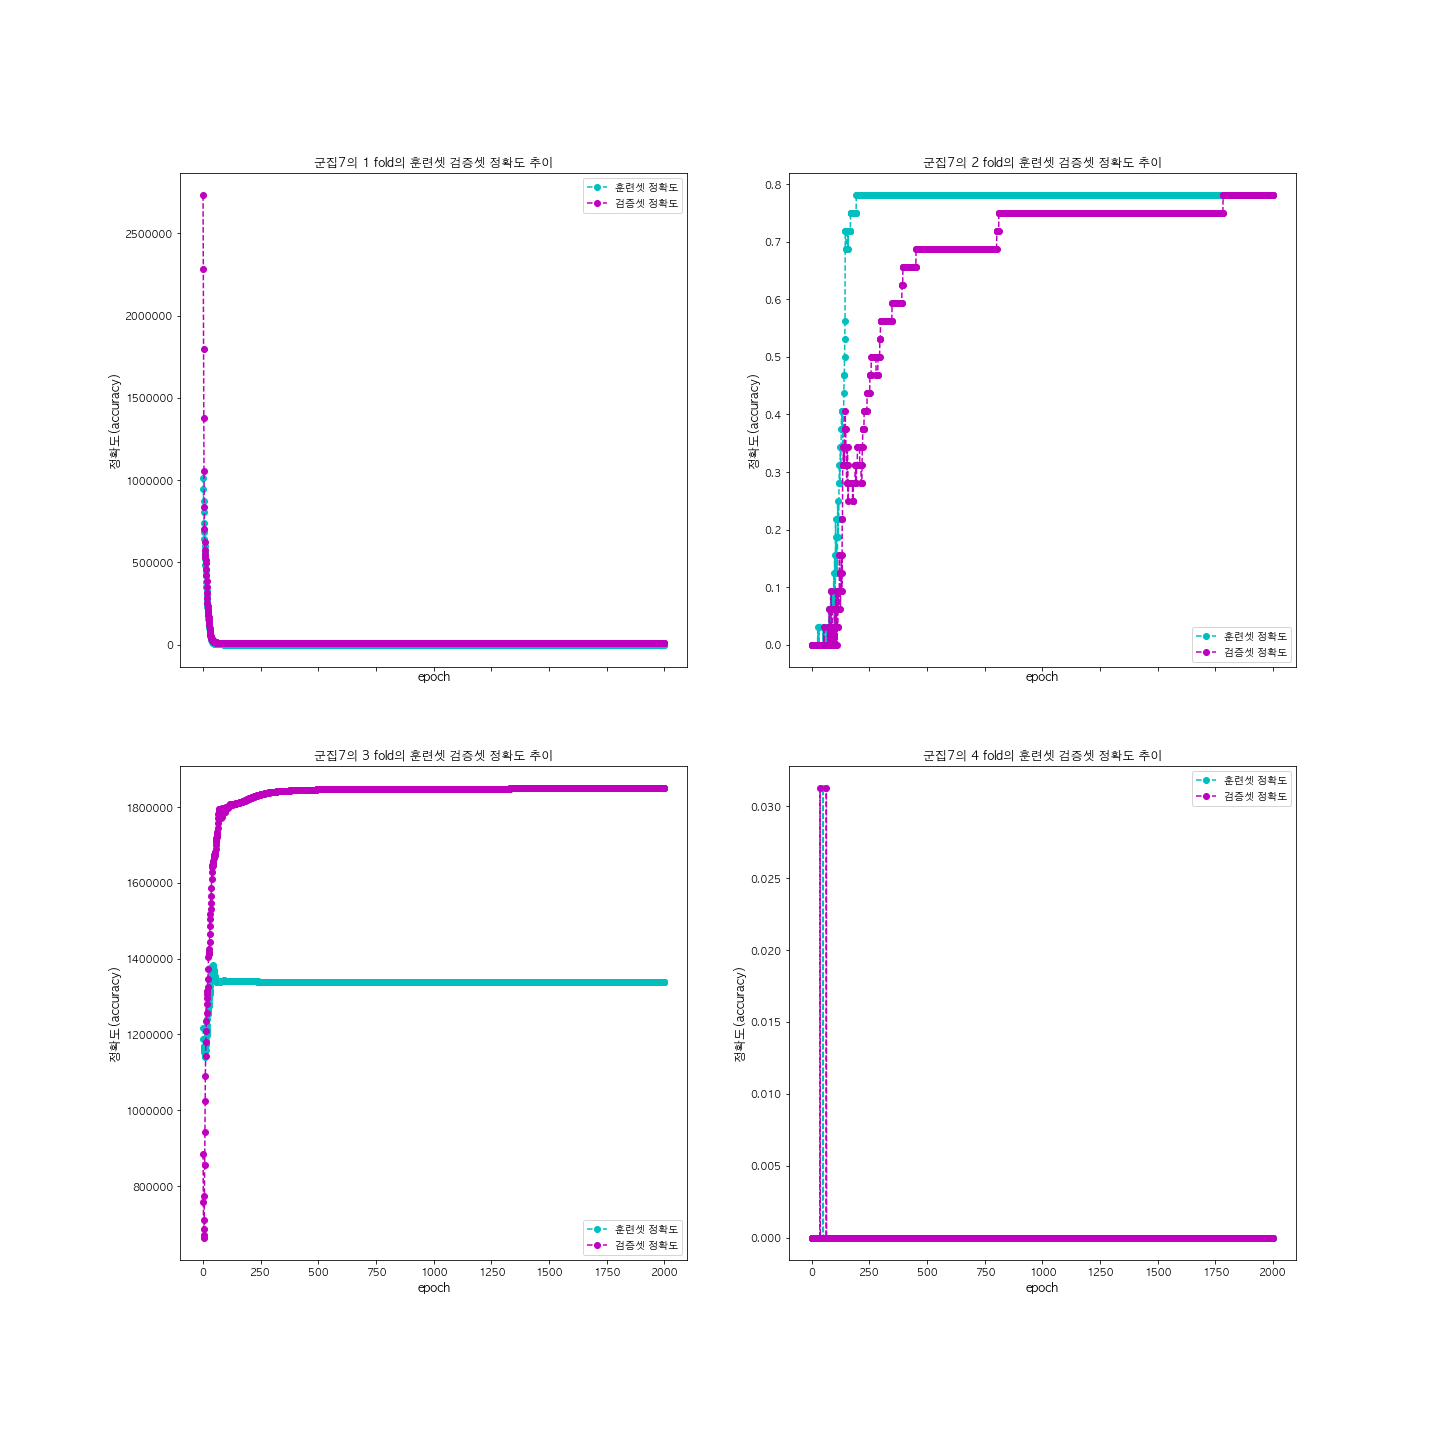 군집7의 1 fold의 훈련셋 검증셋 정확도 추이
훈련셋 정확도
검증셋 정확도
2500000
2000000
1500000
1000000
500000
0
정확도(accuracy)
epoch
군집7의 2 fold의 훈련셋 검증셋 정확도 추이
0.8
0.7
0.6
0.5
0.4
0.3
0.2
0.1
0.0
정확도(accuracy)
훈련셋 정확도
검증셋 정확도
epoch
군집7의 3 fold의 훈련셋 검증셋 정확도 추이
1800000
1600000
1400000
1200000
1000000
800000
정확도(accuracy)
훈련셋 정확도
검증셋 정확도
0 250 500 750 1000 1250 1500 1750 2000
epoch
군집7의 4 fold의 훈련셋 검증셋 정확도 추이
훈련셋 정확도
검증셋 정확도
0.030
0.025
0.020
0.015
0.010
0.005
0.000
정확도(accuracy)
0 250 500 750 1000 1250 1500 1750 2000
epoch